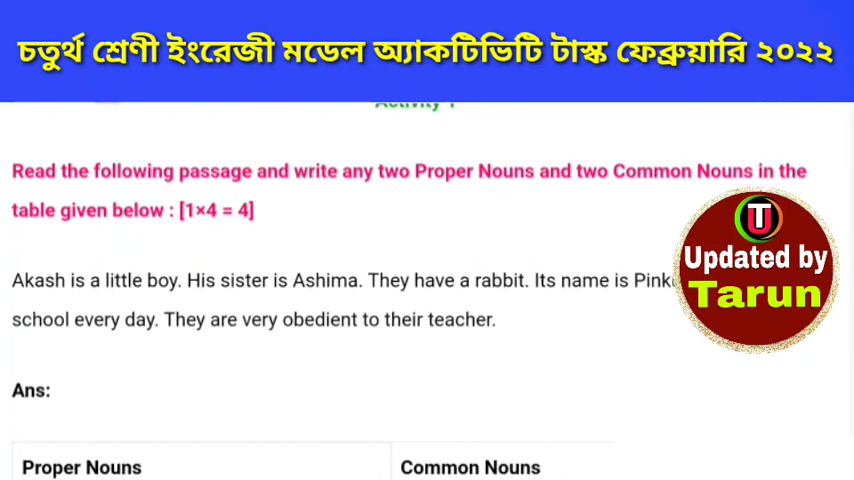 চতুর্থ শ্রেণী ইংরেজী মডেল অ্যাকটিভিটি টাস্ক ফেব্রুয়ারি ২০২২
Read the following passage and write any two Proper Nouns and two Common Nouns in the
table given below : [1×4 = 4]
Akash is a little boy. His sister is Ashima. They have a rabbit. Its name is
school every day. They are very obedient to their teacher.
Updated by
Tarun
Ans:
Proper Nouns Common Nouns